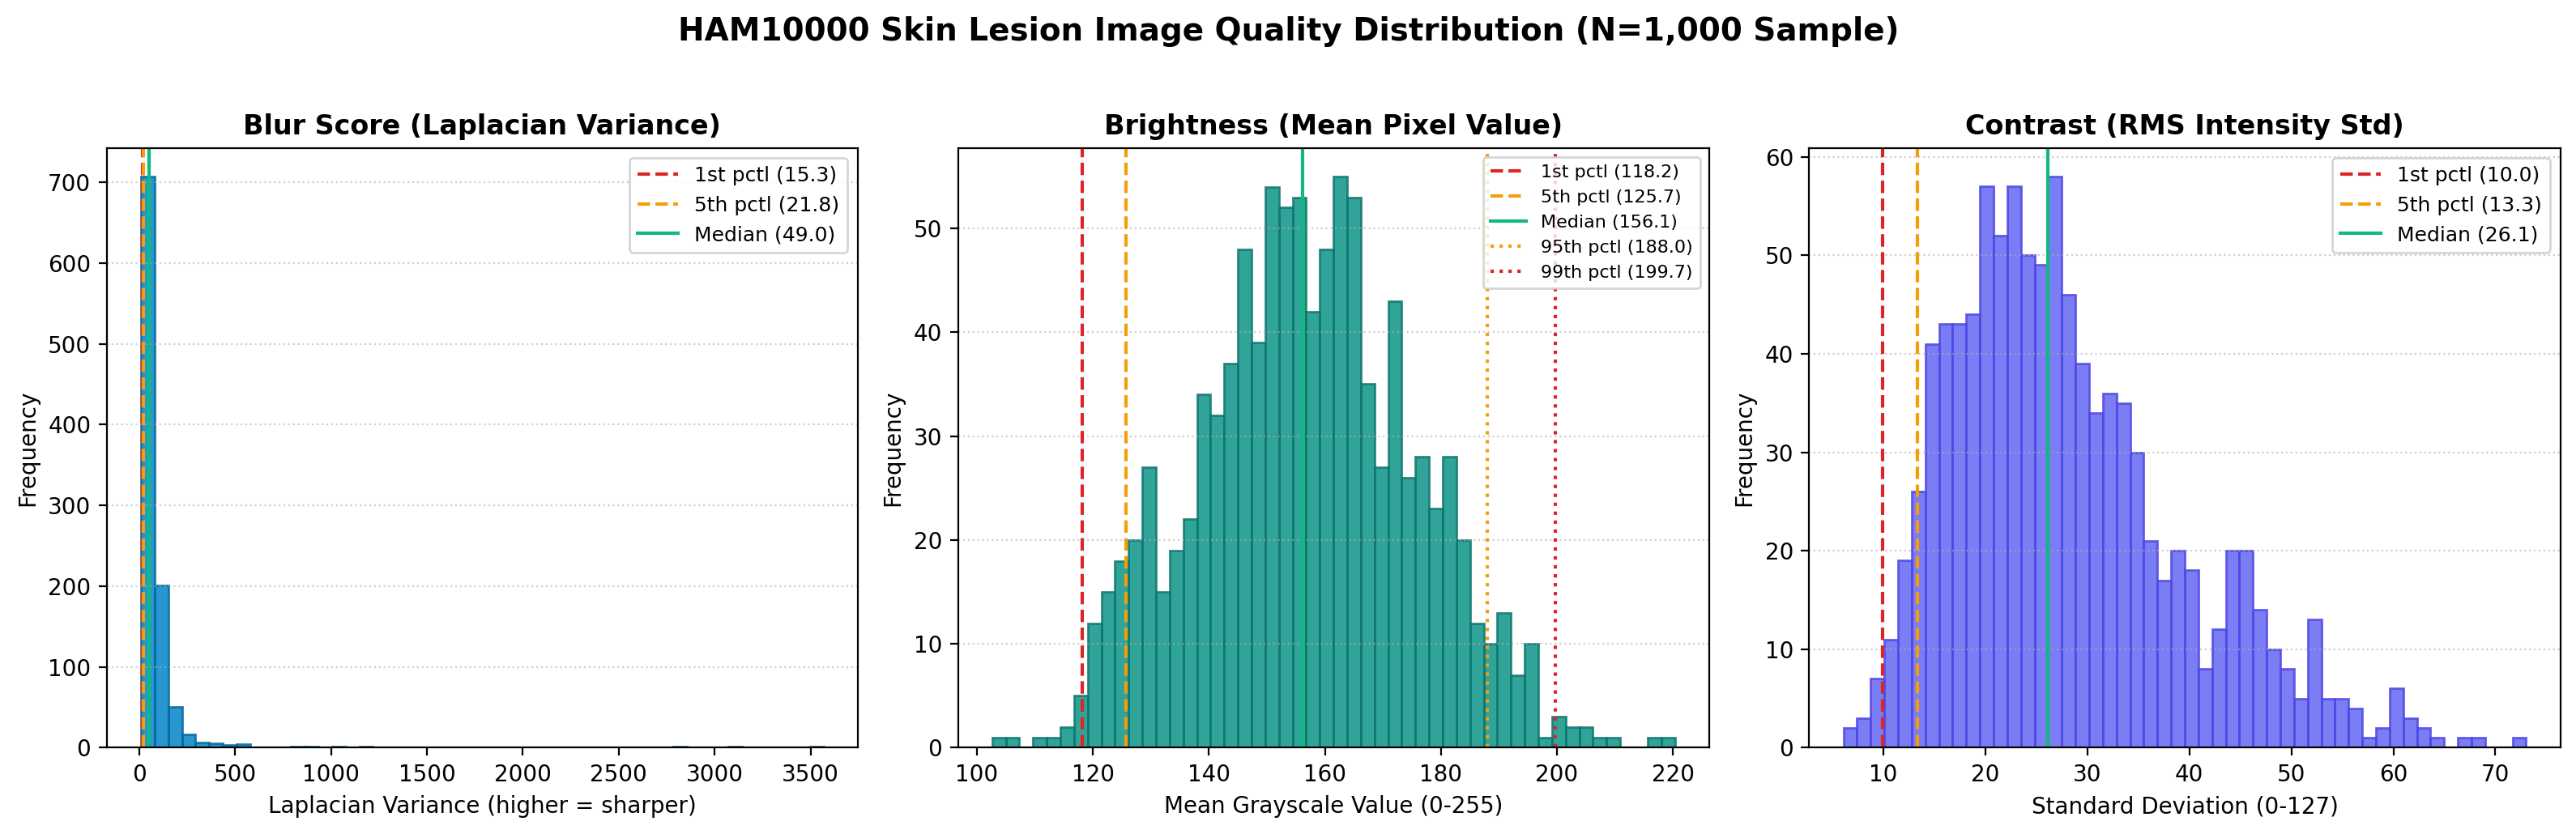 HAM10000 Skin Lesion Image Quality Distribution (N=1,000 Sample)
Blur Score (Laplacian Variance)
Frequency
700
600
500
400
300
200
100
0
0 500 1000 1500 2000 2500 3000 3500
Laplacian Variance (higher = sharper)
1st pctl (15.3)
5th pctl (21.8)
Median (49.0)
Brightness (Mean Pixel Value)
Frequency
50
40
30
20
10
0
100 120 140 160 180 200 220
Mean Grayscale Value (0-255)
1st pctl (118.2)
5th pctl (125.7)
Median (156.1)
95th pctl (188.0)
99th pctl (199.7)
Contrast (RMS Intensity Std)
Frequency
60
50
40
30
20
10
0
10 20 30 40 50 60 70
Standard Deviation (0-127)
1st pctl (10.0)
5th pctl (13.3)
Median (26.1)